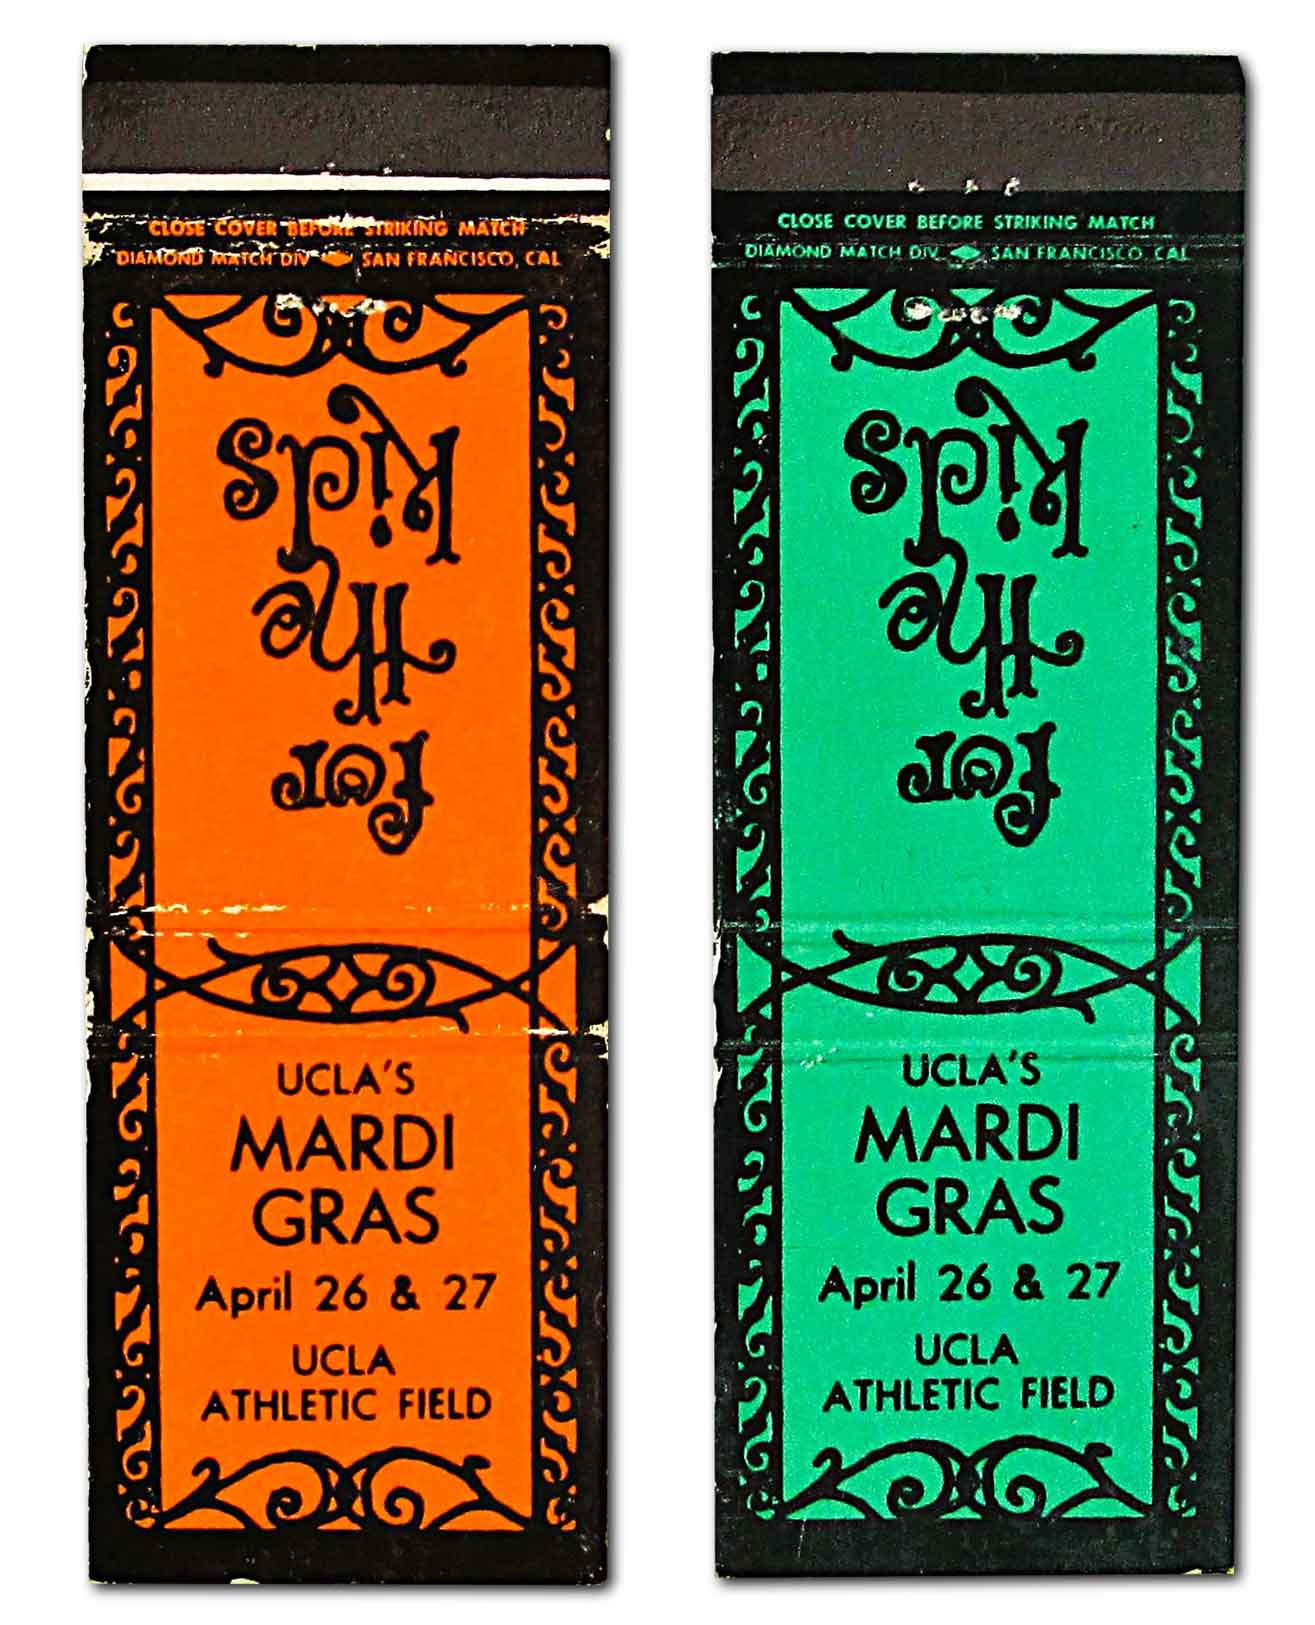 CLOSE COVER BEFORE STRIKING MATCH
DIAMOND MATCH DIV SAN FRANCISCO, CAL
For
the
Kids
UCLA'S
MARDI
GRAS
April 26 & 27
UCLA
ATHLETIC FIELD
CLOSE COVER BEFORE STRIKING MATCH
DIAMOND MATCH DIV. SAN FRANCISCO, CAL
For
the
Kids
UCLA'S
MARDI
GRAS
April 26 & 27
UCLA
ATHLETIC FIELD